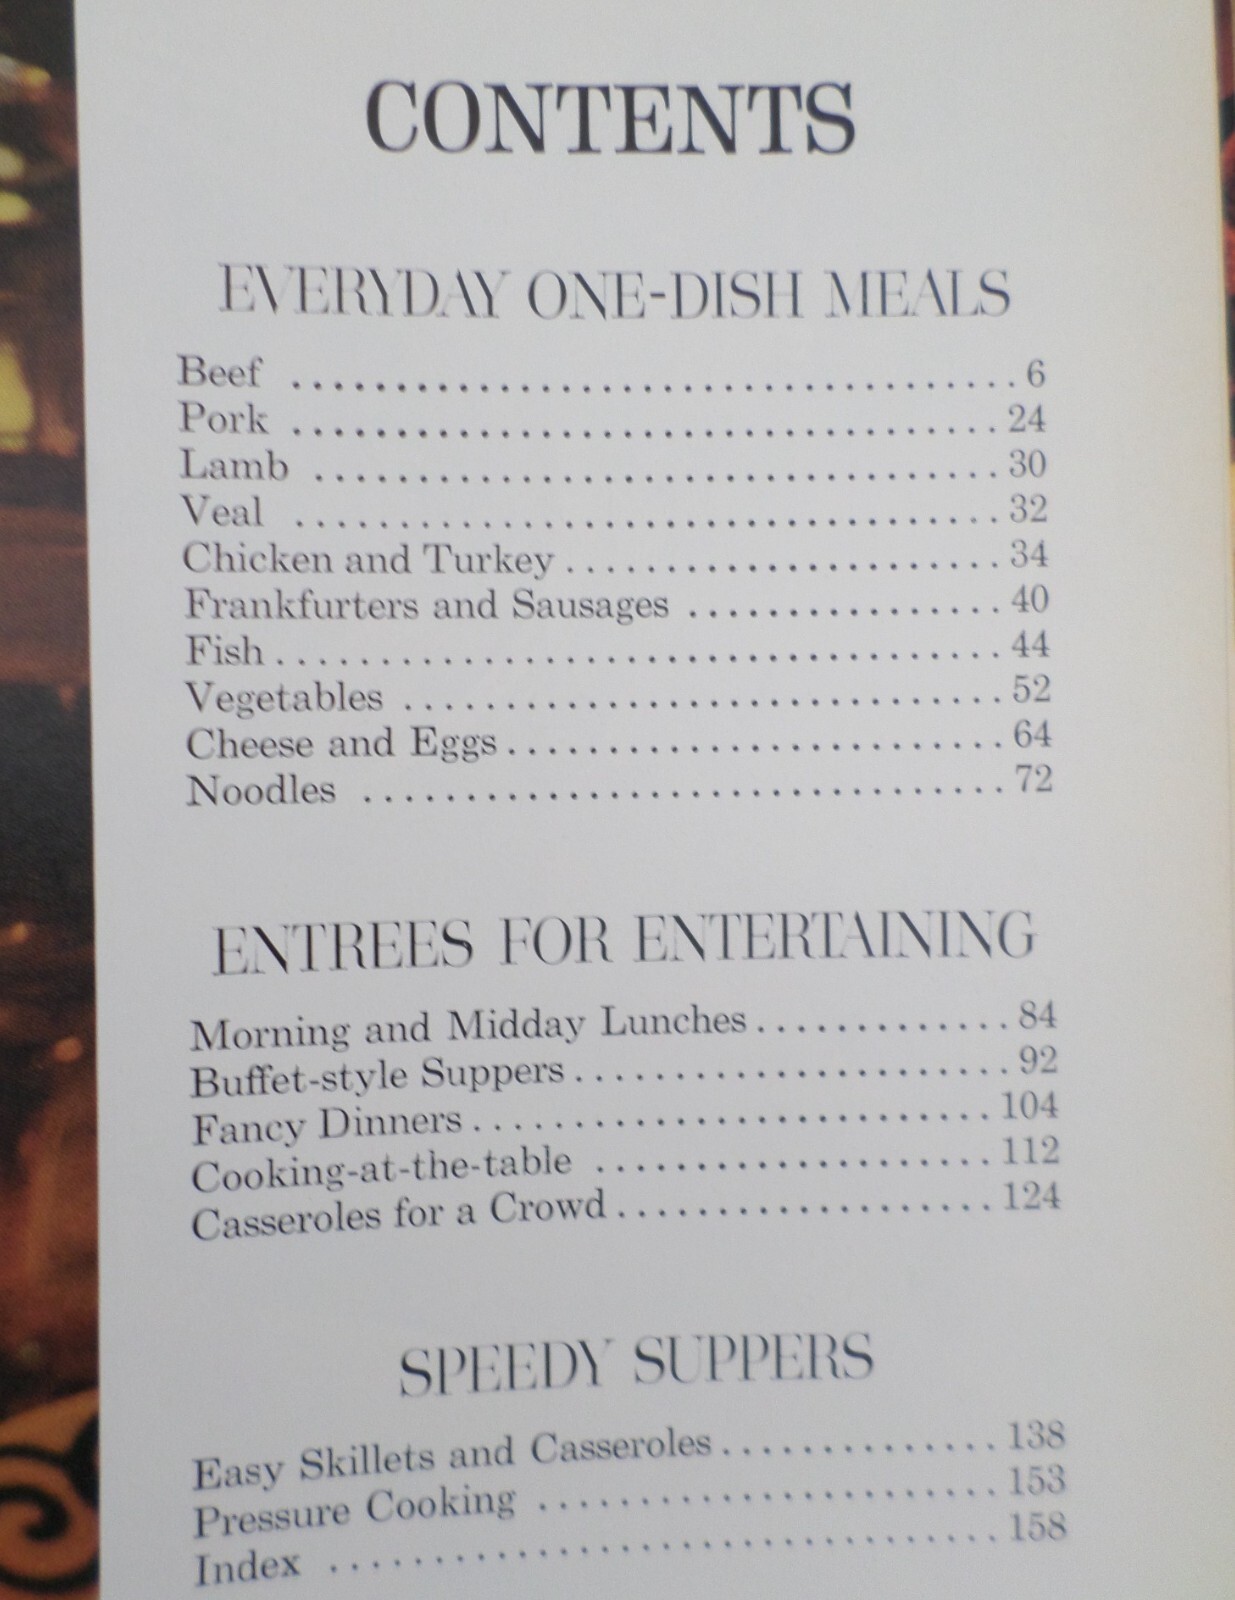 CONTENTS
EVERYDAY ONE-DISH MEALS
Beef ................................... 6
Pork .................................. 24
Lamb ................................. 30
Veal .................................. 32
Chicken and Turkey ..................... 34
Frankfurters and Sausages ............... 40
Fish ................................... 44
Vegetables ............................. 52
Cheese and Eggs ........................ 64
Noodles ............................... 72
ENTREES FOR ENTERTAINING
Morning and Midday Lunches ............. 84
Buffet-style Suppers ..................... 92
Fancy Dinners ......................... 104
Cooking-at-the-table .................... 112
Casseroles for a Crowd ................... 124
SPEEDY SUPPERS
Easy Skillets and Casseroles .............. 138
Pressure Cooking ....................... 153
Index ................................. 158